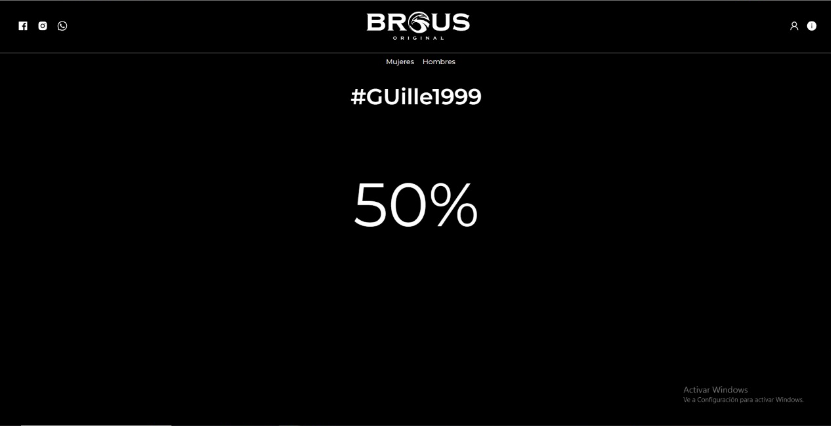 BROUS
ORIGINAL
Mujeres Hombres
#GUille1999
50%
Activar Windows
Ve a Configuración para activar Windows.